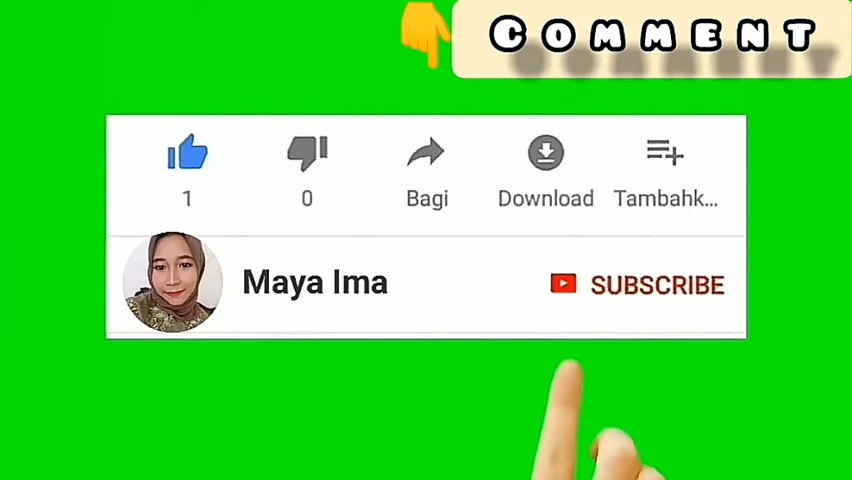 COMMENT
1
0
Bagi
Download
Tambahk...
Maya Ima
SUBSCRIBE